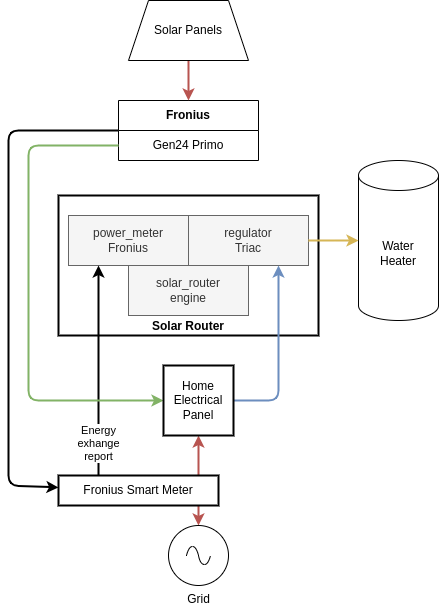 Solar Panels
Fronius
Gen24 Primo
power_meter
Fronius
regulator
Triac
solar_router
engine
Solar Router
Water
Heater
Home
Electrical
Panel
Energy
exhange
report
Fronius Smart Meter
Grid